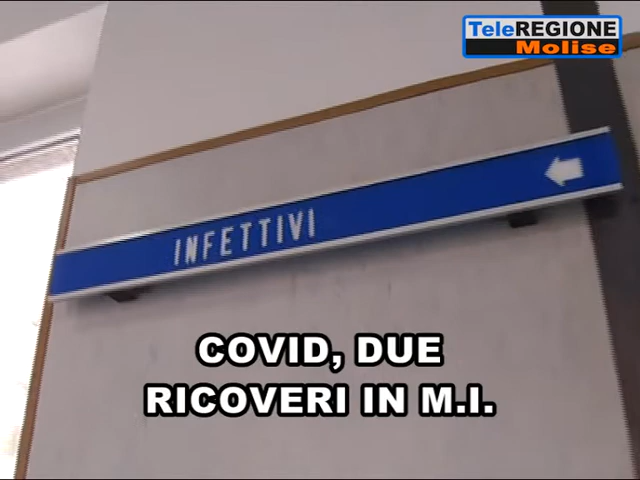 TeleREGIONE
Molise
INFETTIVI
COVID, DUE
RICOVERI IN M.I.